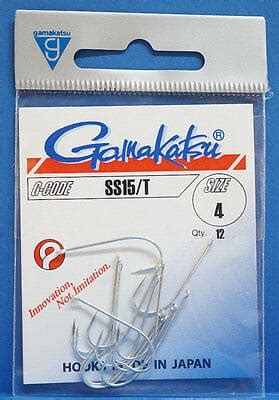 gamakatsu
Gamakatsu®
G-CODE
SS15/T
SIZE
4
Qty. 12
Innovation,
Not Imitation.
HOOKS MADE IN JAPAN